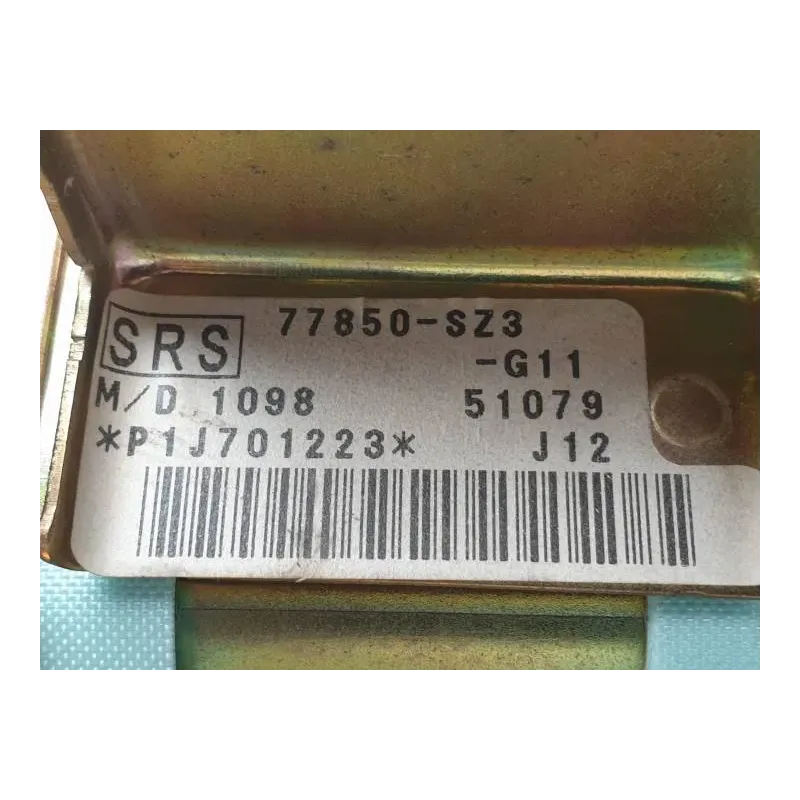 SRS 77850-SZ3
-G11
M/D 1098 51079
*P1J701223* J12